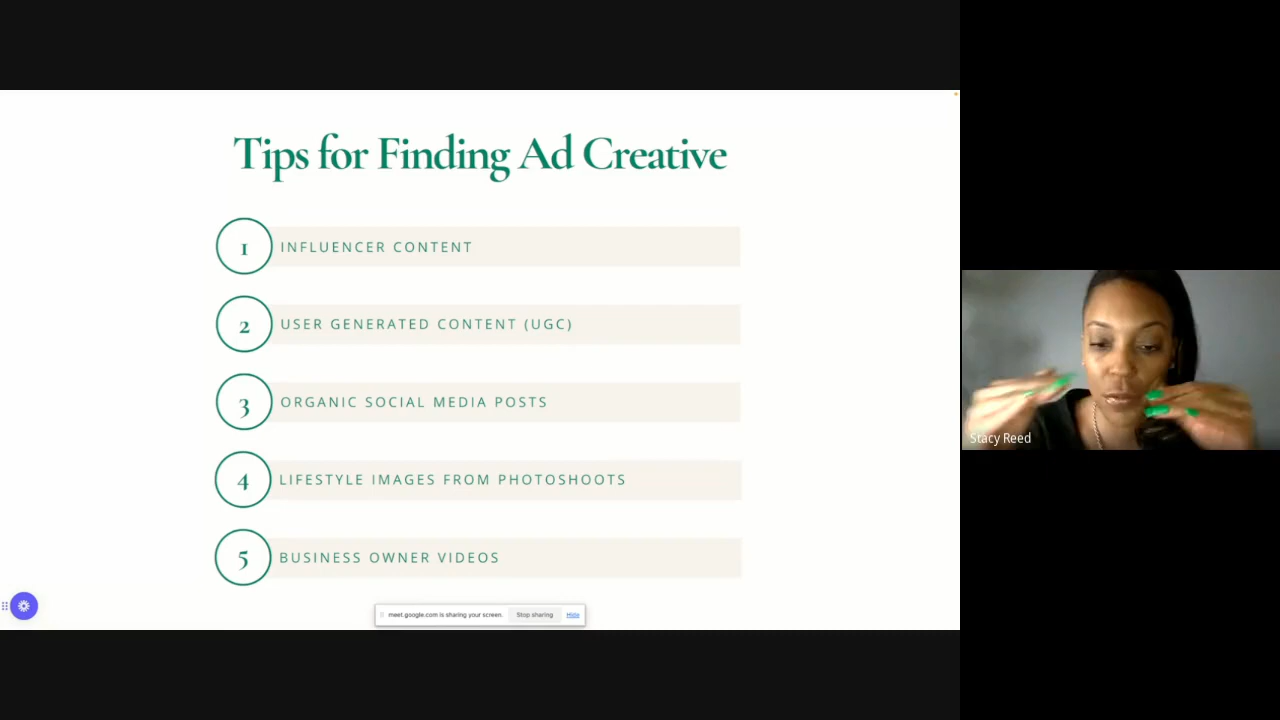 Tips for Finding Ad Creative
1 INFLUENCER CONTENT
2 USER GENERATED CONTENT (UGC)
3 ORGANIC SOCIAL MEDIA POSTS
4 LIFESTYLE IMAGES FROM PHOTOSHOOTS
5 BUSINESS OWNER VIDEOS
Stacy Reed
meet.google.com is sharing your screen. Stop sharing Hide